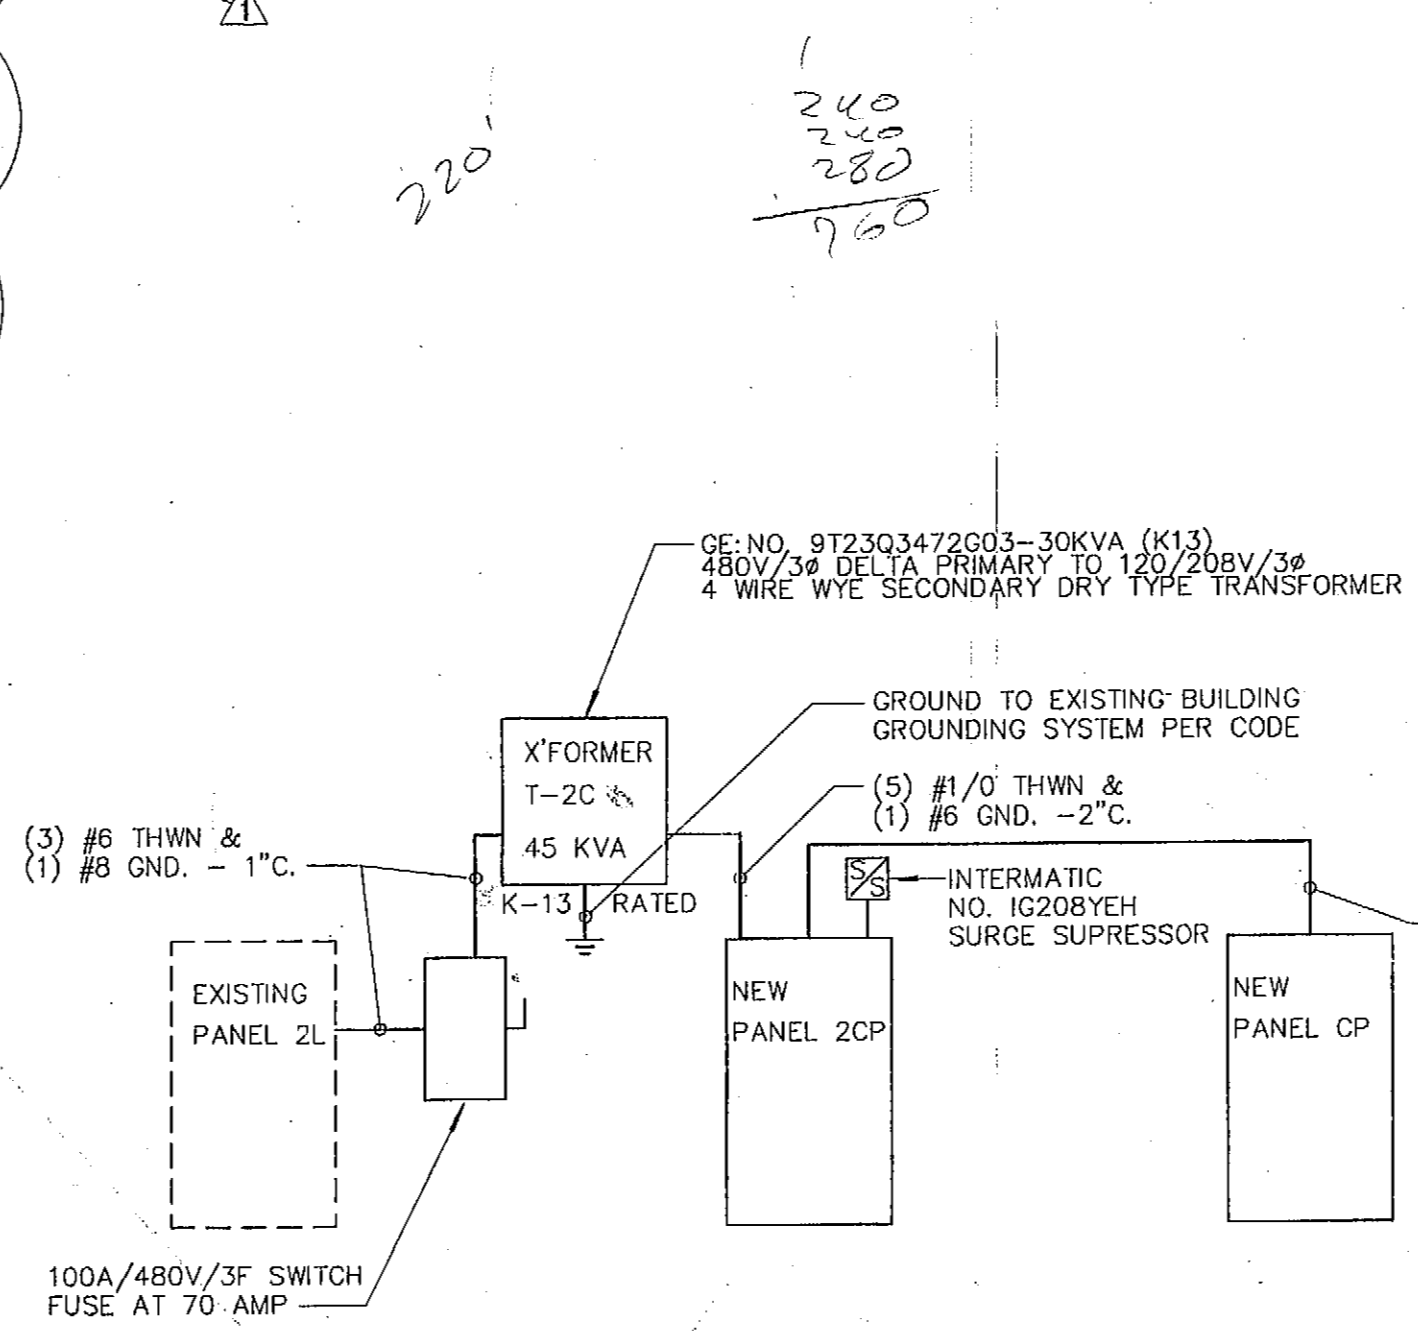 1
220'
1
240
240
280
760
GE: NO. 9T23Q3472G03-30KVA (K13)
480V/3ø DELTA PRIMARY TO 120/208V/3ø
4 WIRE WYE SECONDARY DRY TYPE TRANSFORMER
GROUND TO EXISTING BUILDING
GROUNDING SYSTEM PER CODE
X'FORMER
T-2C
45 KVA
K-13 RATED
(5) #1/0 THWN &
(1) #6 GND. -2"C.
(3) #6 THWN &
(1) #8 GND. - 1"C.
S/S
INTERMATIC
NO. IG208YEH
SURGE SUPRESSOR
EXISTING
PANEL 2L
NEW
PANEL 2CP
NEW
PANEL CP
100A/480V/3F SWITCH
FUSE AT 70 AMP